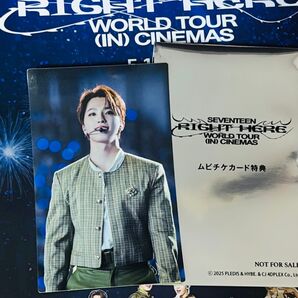 RIGHT HERE
WORLD TOUR
(IN) CINEMAS
SEVENTEEN
RIGHT HERE
WORLD TOUR
(IN) CINEMAS
ムビチケカード特典
NOT FOR SALE
© 2025 PLEDIS & HYBE. & CJ 4DPLEX Co., Lt